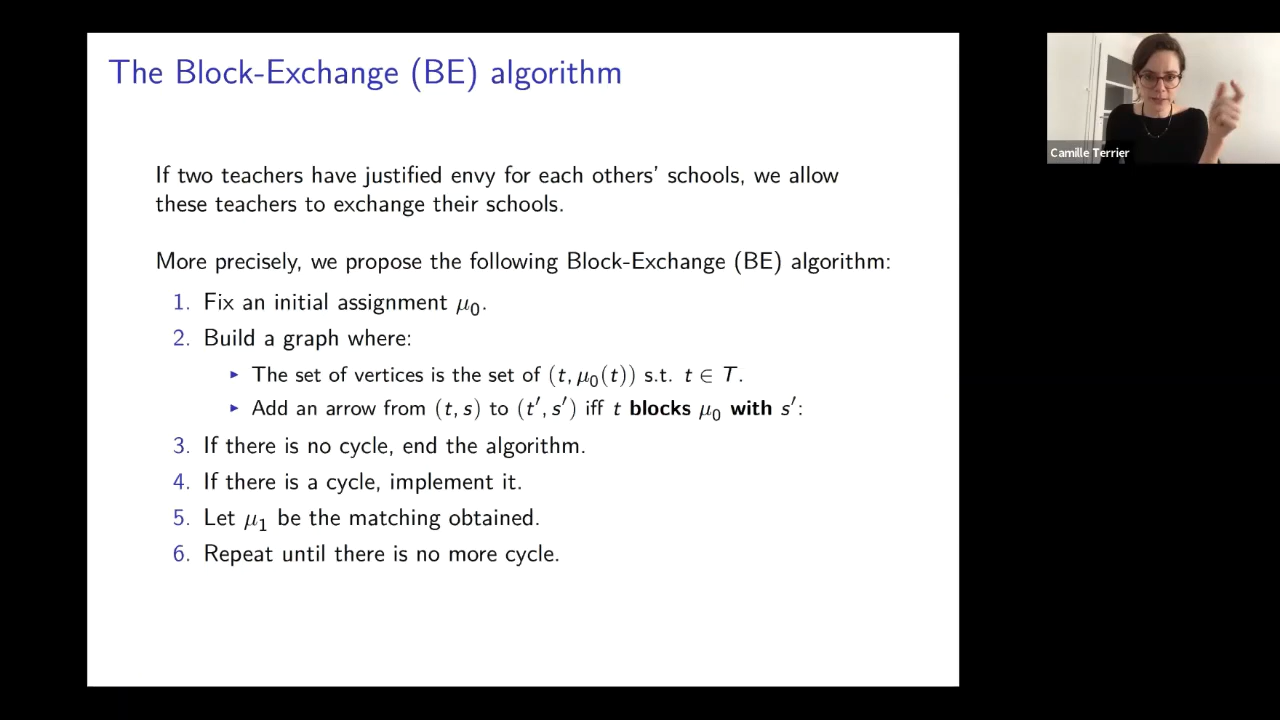 The Block-Exchange (BE) algorithm
If two teachers have justified envy for each others' schools, we allow
these teachers to exchange their schools.
More precisely, we propose the following Block-Exchange (BE) algorithm:
1. Fix an initial assignment μ₀.
2. Build a graph where:
▸ The set of vertices is the set of (t, μ₀(t)) s.t. t ∈ T.
▸ Add an arrow from (t, s) to (t′, s′) iff t blocks μ₀ with s′:
3. If there is no cycle, end the algorithm.
4. If there is a cycle, implement it.
5. Let μ₁ be the matching obtained.
6. Repeat until there is no more cycle.
Camille Terrier